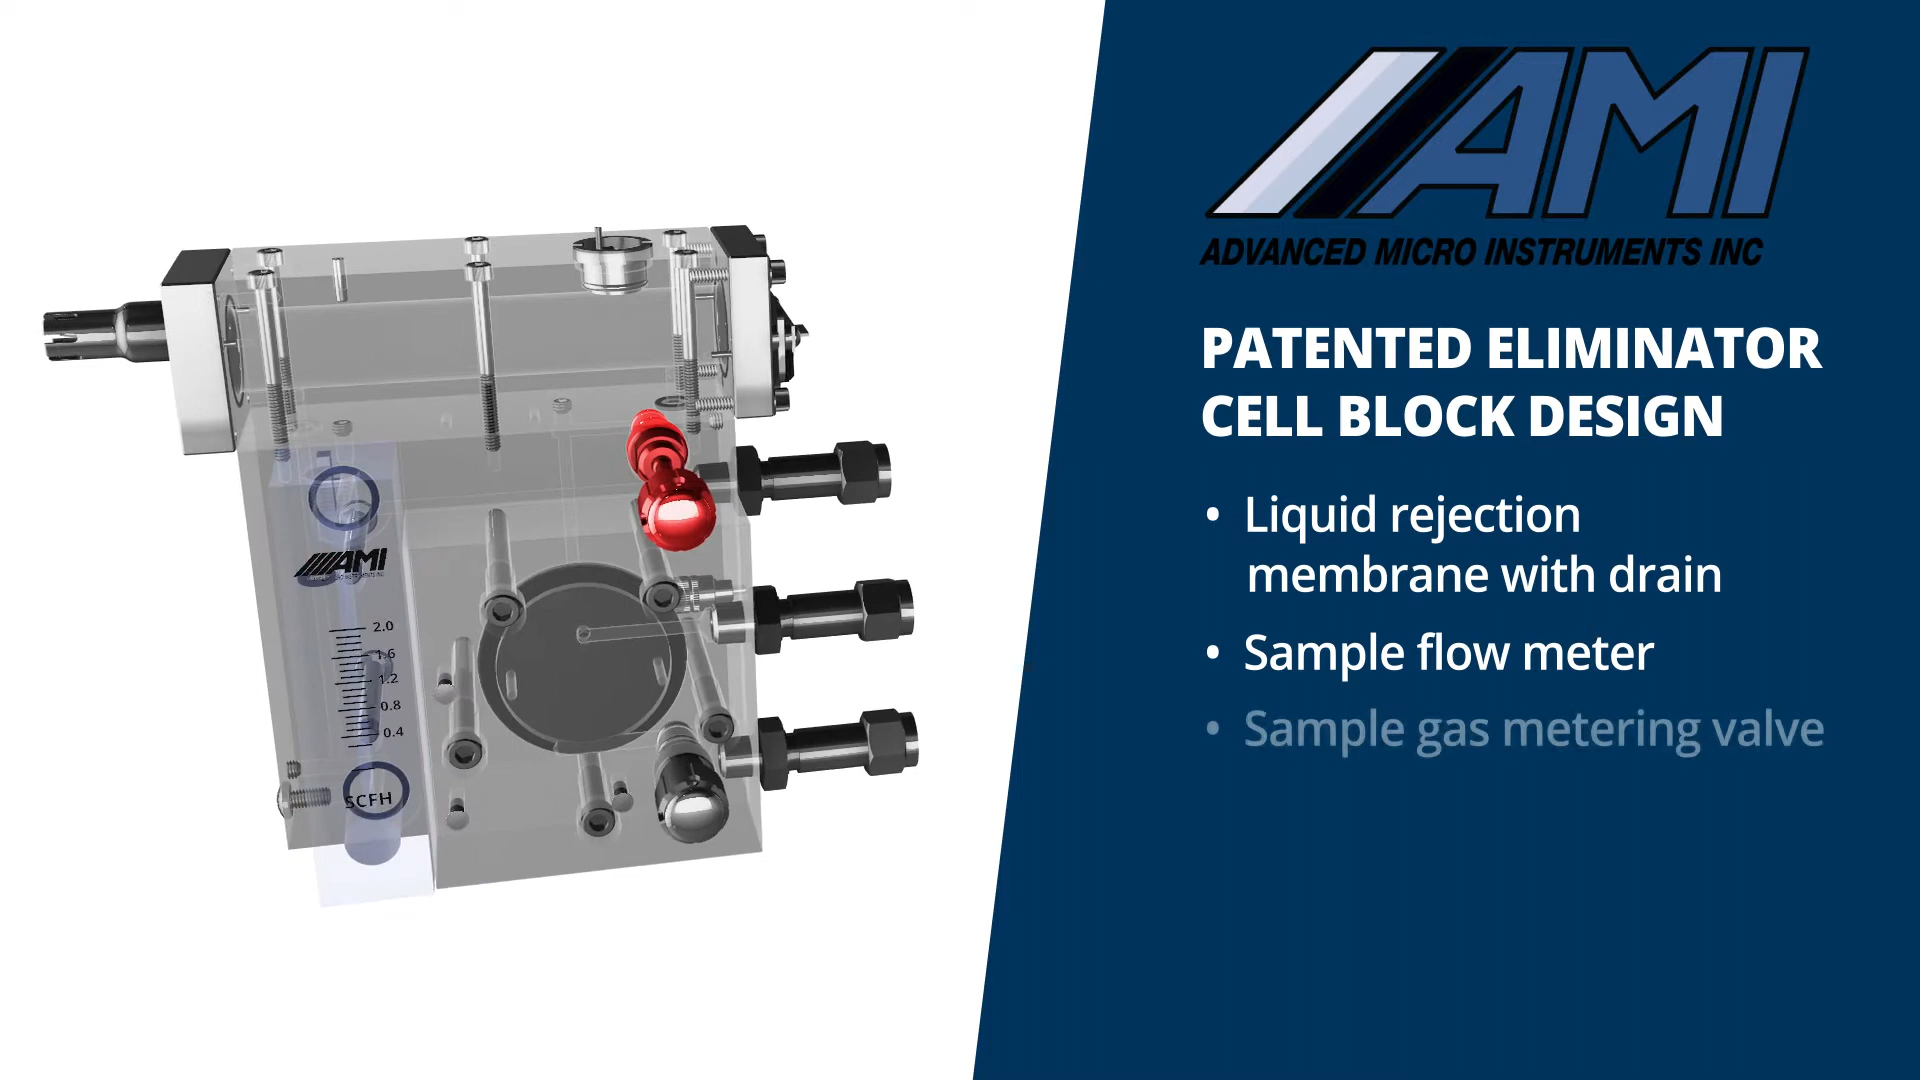 AMI
ADVANCED MICRO INSTRUMENTS INC
PATENTED ELIMINATOR
CELL BLOCK DESIGN
• Liquid rejection
membrane with drain
• Sample flow meter
• Sample gas metering valve
AMI
2.0
1.6
1.2
0.8
0.4
SCFH